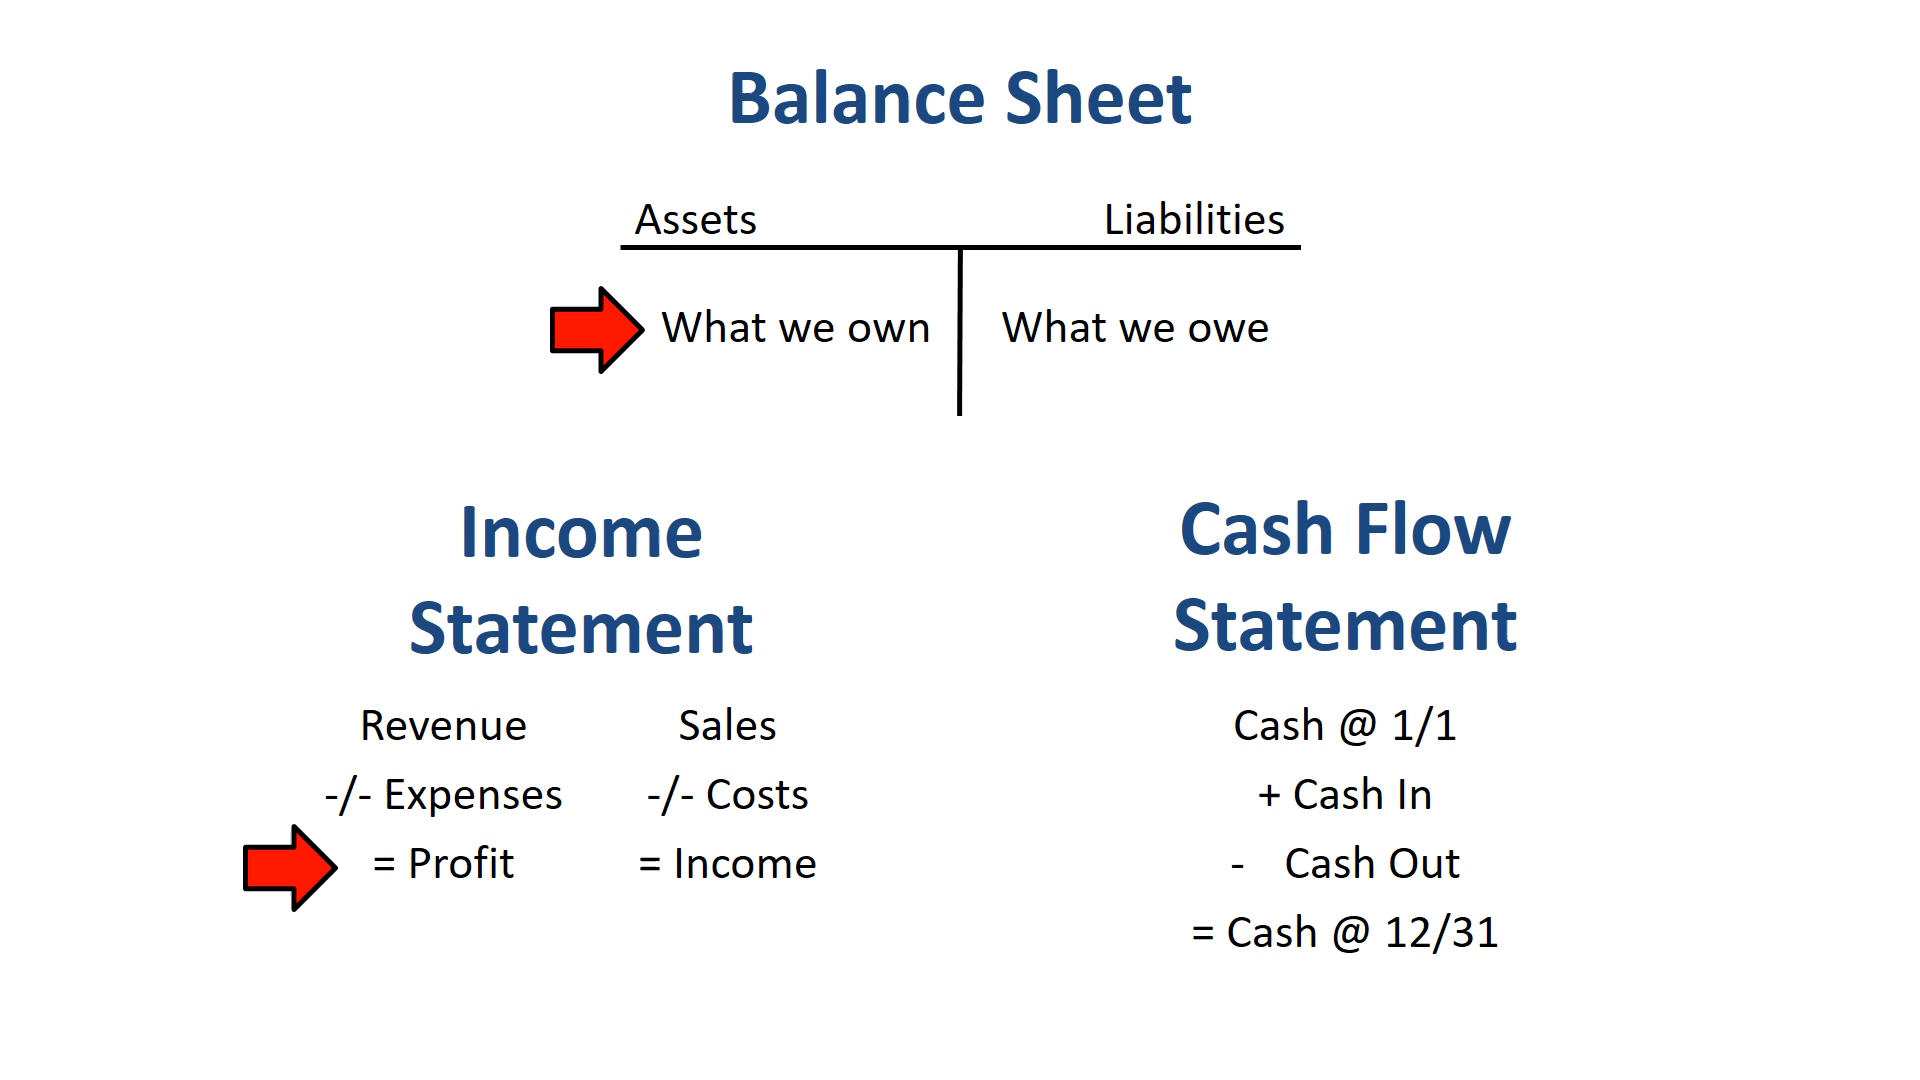 Balance Sheet
Assets Liabilities
What we own What we owe
Income
Statement
Revenue Sales
-/- Expenses -/- Costs
= Profit = Income
Cash Flow
Statement
Cash @ 1/1
+ Cash In
- Cash Out
= Cash @ 12/31